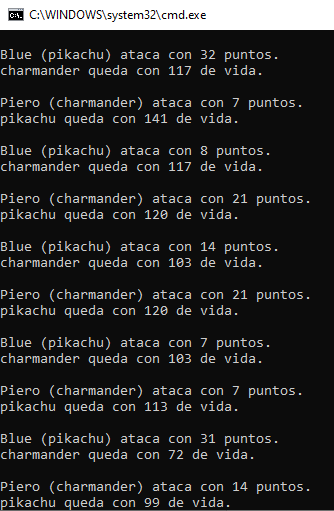 C:\WINDOWS\system32\cmd.exe
Blue (pikachu) ataca con 32 puntos.
charmander queda con 117 de vida.
Piero (charmander) ataca con 7 puntos.
pikachu queda con 141 de vida.
Blue (pikachu) ataca con 8 puntos.
charmander queda con 117 de vida.
Piero (charmander) ataca con 21 puntos.
pikachu queda con 120 de vida.
Blue (pikachu) ataca con 14 puntos.
charmander queda con 103 de vida.
Piero (charmander) ataca con 21 puntos.
pikachu queda con 120 de vida.
Blue (pikachu) ataca con 7 puntos.
charmander queda con 103 de vida.
Piero (charmander) ataca con 7 puntos.
pikachu queda con 113 de vida.
Blue (pikachu) ataca con 31 puntos.
charmander queda con 72 de vida.
Piero (charmander) ataca con 14 puntos.
pikachu queda con 99 de vida.